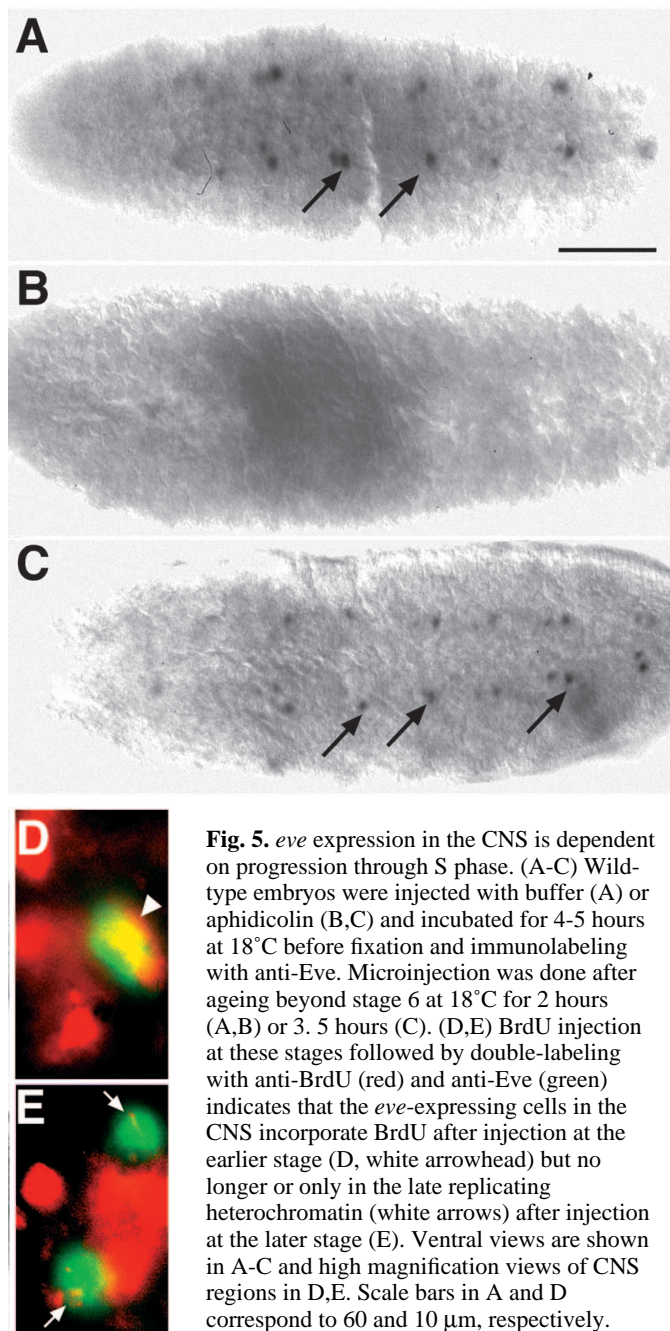 A
B
C
D
E
Fig. 5. eve expression in the CNS is dependent
on progression through S phase. (A-C) Wild-
type embryos were injected with buffer (A) or
aphidicolin (B,C) and incubated for 4-5 hours
at 18˚C before fixation and immunolabeling
with anti-Eve. Microinjection was done after
ageing beyond stage 6 at 18˚C for 2 hours
(A,B) or 3. 5 hours (C). (D,E) BrdU injection
at these stages followed by double-labeling
with anti-BrdU (red) and anti-Eve (green)
indicates that the eve-expressing cells in the
CNS incorporate BrdU after injection at the
earlier stage (D, white arrowhead) but no
longer or only in the late replicating
heterochromatin (white arrows) after injection
at the later stage (E). Ventral views are shown
in A-C and high magnification views of CNS
regions in D,E. Scale bars in A and D
correspond to 60 and 10 μm, respectively.